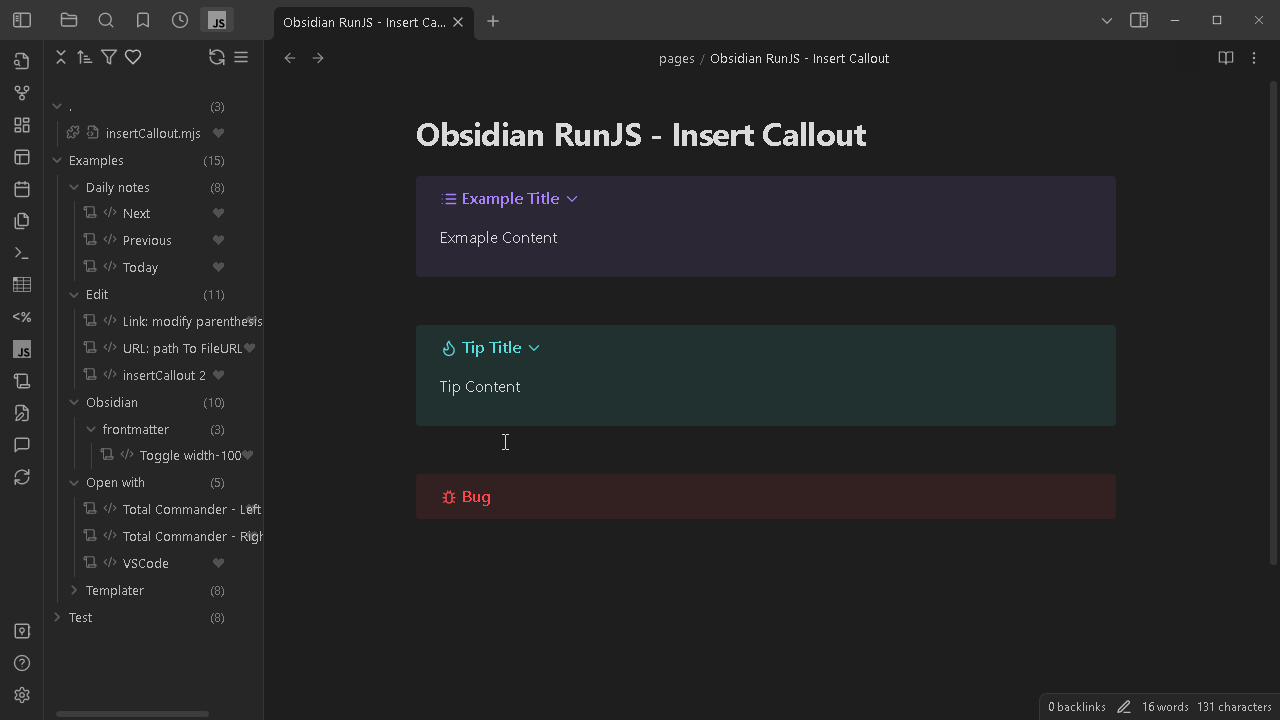 JS
Obsidian RunJS - Insert Ca...
pages / Obsidian RunJS - Insert Callout
. (3)
insertCallout.mjs
Examples (15)
Daily notes (8)
</> Next
</> Previous
</> Today
Edit (11)
</> Link: modify parenthesis
</> URL: path To FileURL
</> insertCallout 2
Obsidian (10)
frontmatter (3)
</> Toggle width-100
Open with (5)
</> Total Commander - Left
</> Total Commander - Righ
</> VSCode
Templater (8)
Test (8)
<%
JS
Obsidian RunJS - Insert Callout
Example Title
Exmaple Content
Tip Title
Tip Content
Bug
0 backlinks 16 words 131 characters